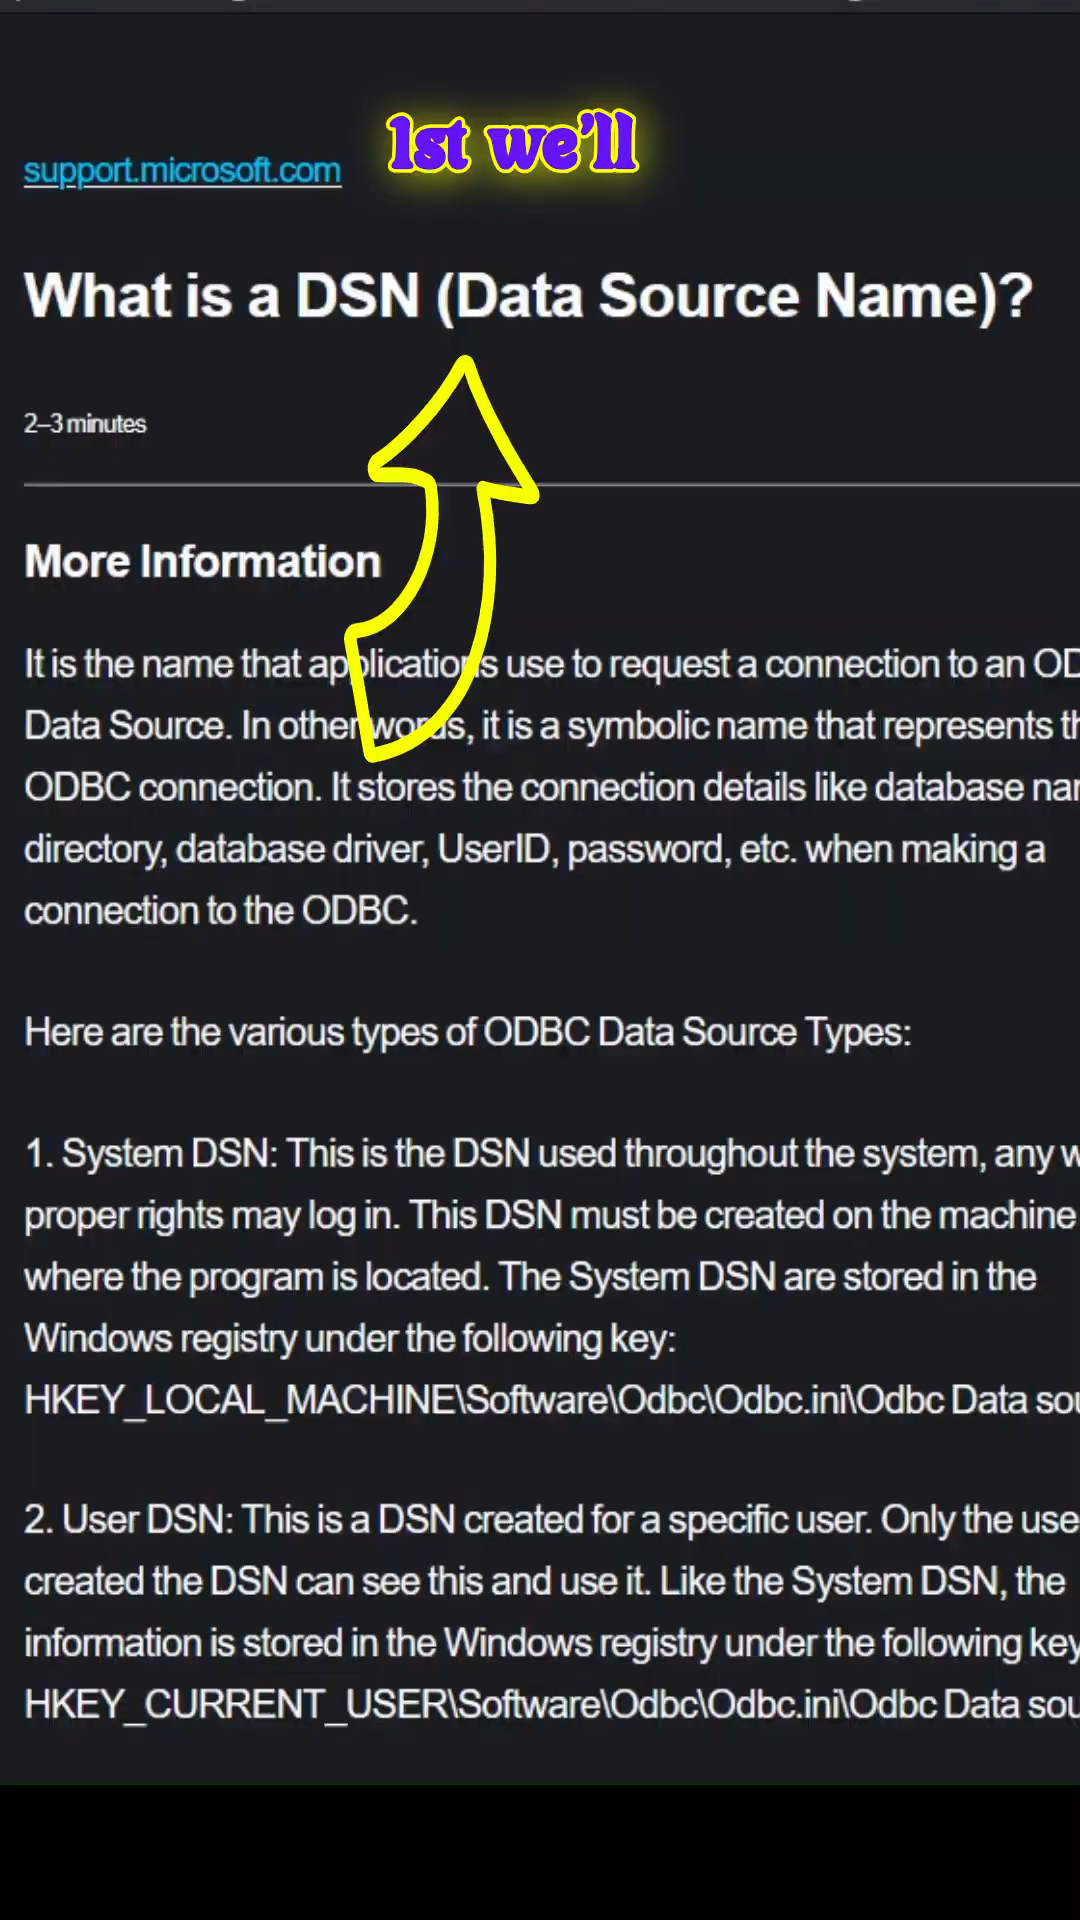 1st we'll
support.microsoft.com
What is a DSN (Data Source Name)?
2–3 minutes
More Information
It is the name that applications use to request a connection to an
Data Source. In other words, it is a symbolic name that represents
ODBC connection. It stores the connection details like database
directory, database driver, UserID, password, etc. when making a
connection to the ODBC.
Here are the various types of ODBC Data Source Types:
1. System DSN: This is the DSN used throughout the system, any
proper rights may log in. This DSN must be created on the machine
where the program is located. The System DSN are stored in the
Windows registry under the following key:
HKEY_LOCAL_MACHINE\Software\Odbc\Odbc.ini\Odbc Data
2. User DSN: This is a DSN created for a specific user. Only the
created the DSN can see this and use it. Like the System DSN, the
information is stored in the Windows registry under the following key
HKEY_CURRENT_USER\Software\Odbc\Odbc.ini\Odbc Data